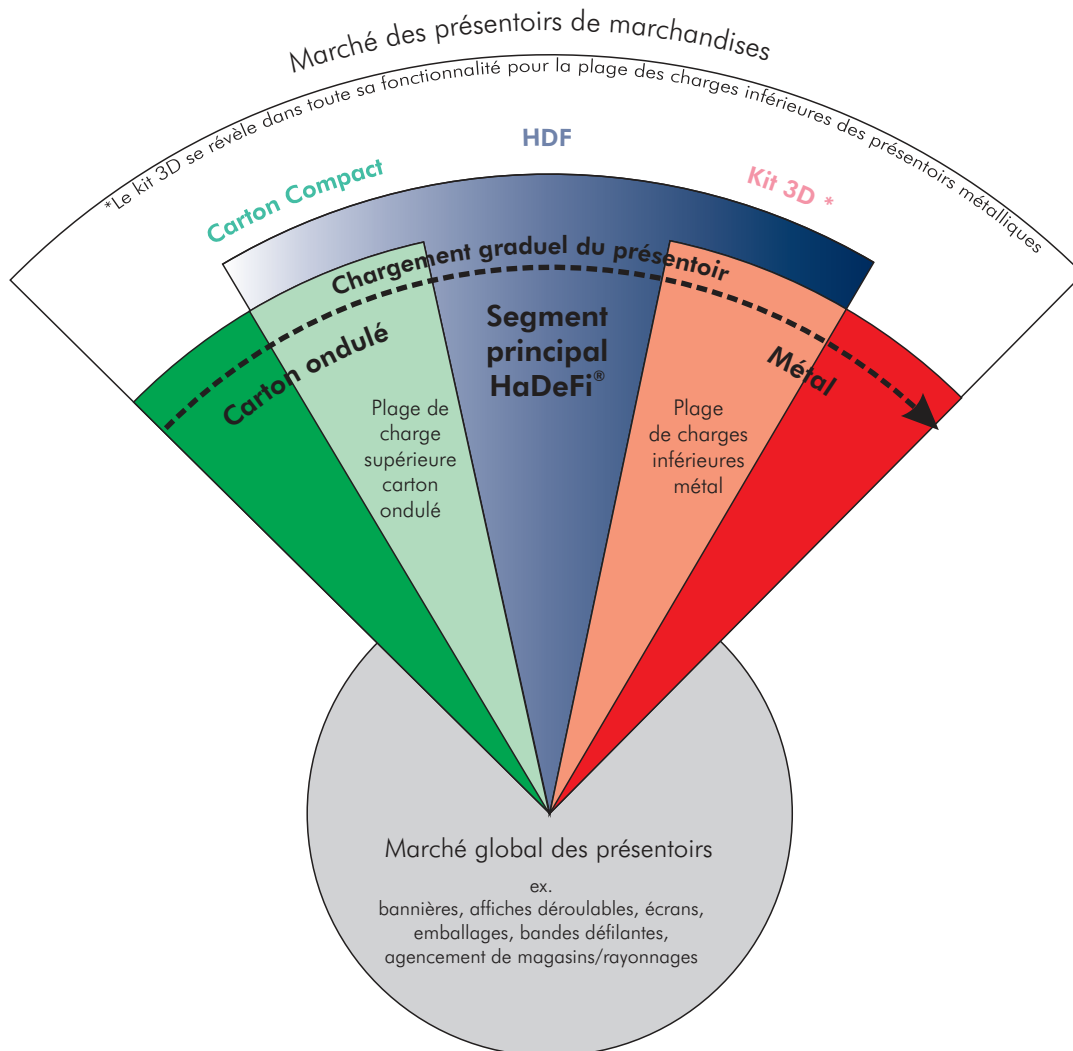 Marché des présentoirs de marchandises
*Le kit 3D se révèle dans toute sa fonctionnalité pour la plage des charges inférieures des présentoirs métalliques
HDF
Carton Compact
Kit 3D *
Chargement graduel du présentoir
Carton ondulé
Segment
principal
HaDeFi®
Métal
Plage de
charge
supérieure
carton
ondulé
Plage
de charges
inférieures
métal
Marché global des présentoirs
ex.
bannières, affiches déroulables, écrans,
emballages, bandes défilantes,
agencement de magasins/rayonnages